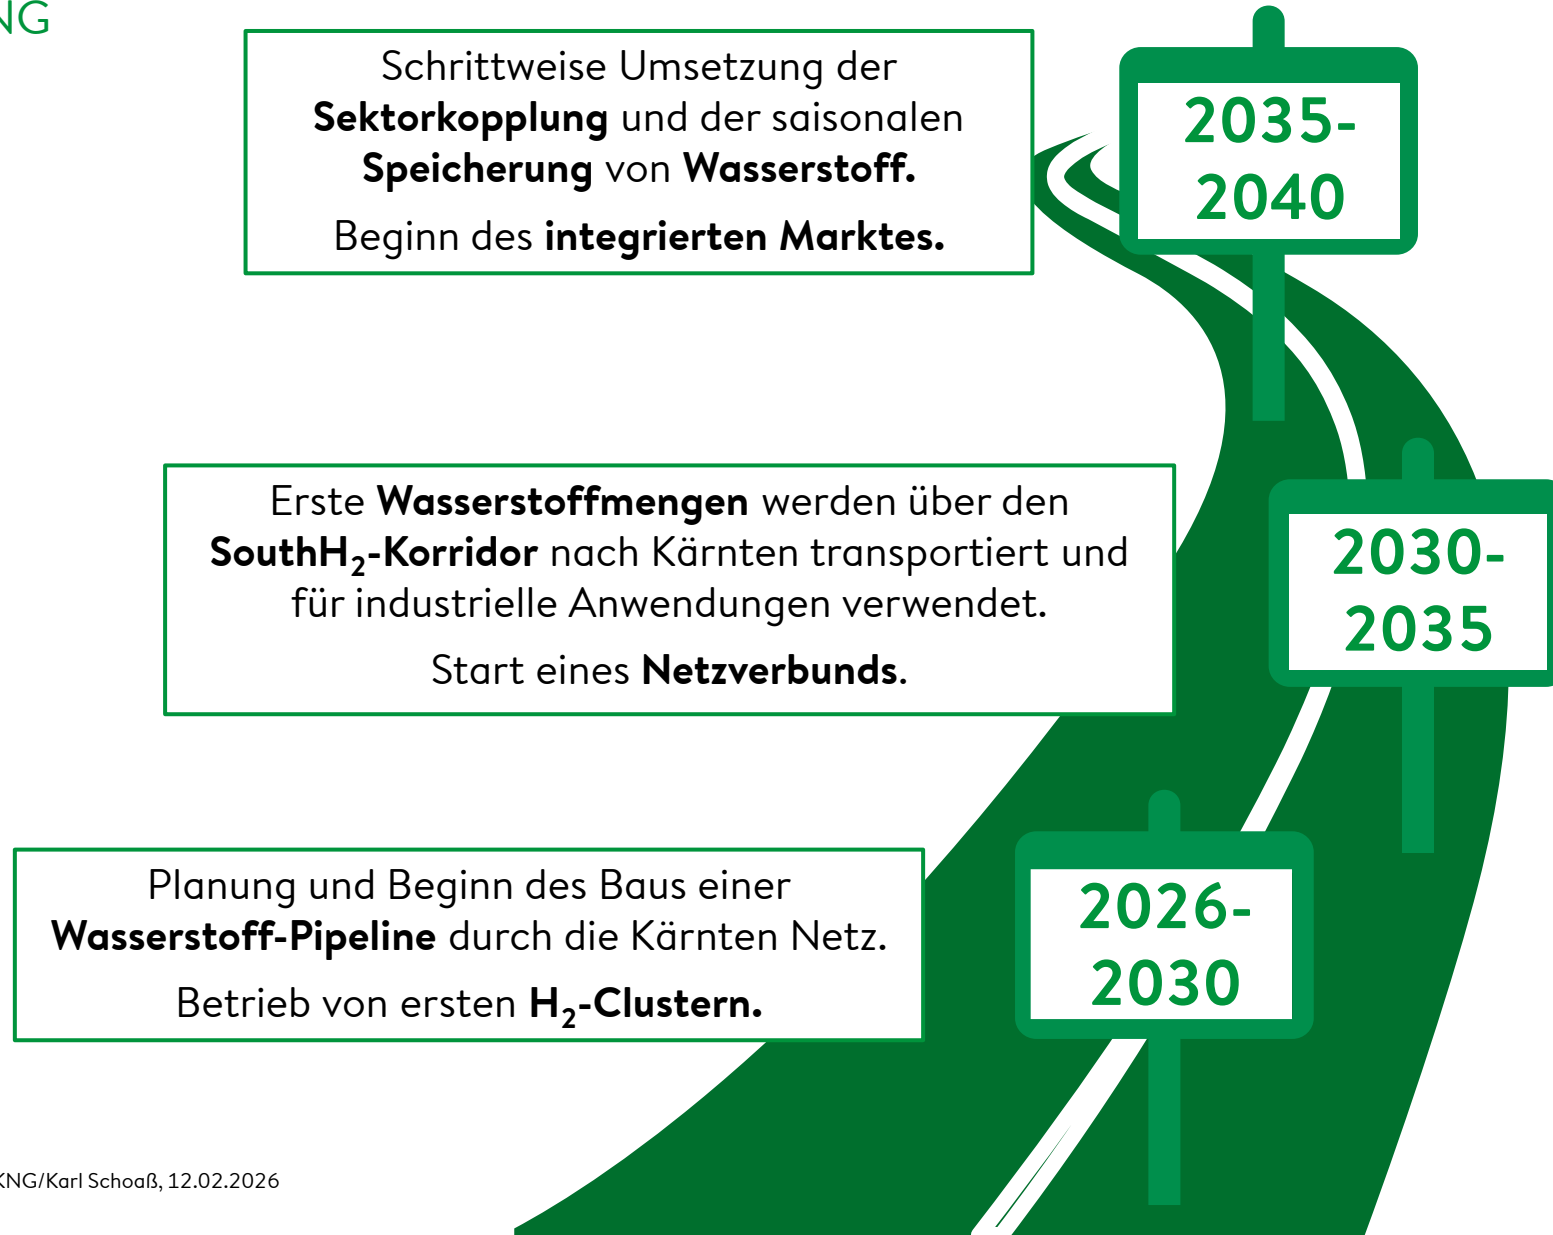 NG
Schrittweise Umsetzung der
Sektorkopplung und der saisonalen
Speicherung von Wasserstoff.
Beginn des integrierten Marktes.
2035-
2040
Erste Wasserstoffmengen werden über den
SouthH₂-Korridor nach Kärnten transportiert und
für industrielle Anwendungen verwendet.
Start eines Netzverbunds.
2030-
2035
Planung und Beginn des Baus einer
Wasserstoff-Pipeline durch die Kärnten Netz.
Betrieb von ersten H₂-Clustern.
2026-
2030
KNG/Karl Schoaß, 12.02.2026